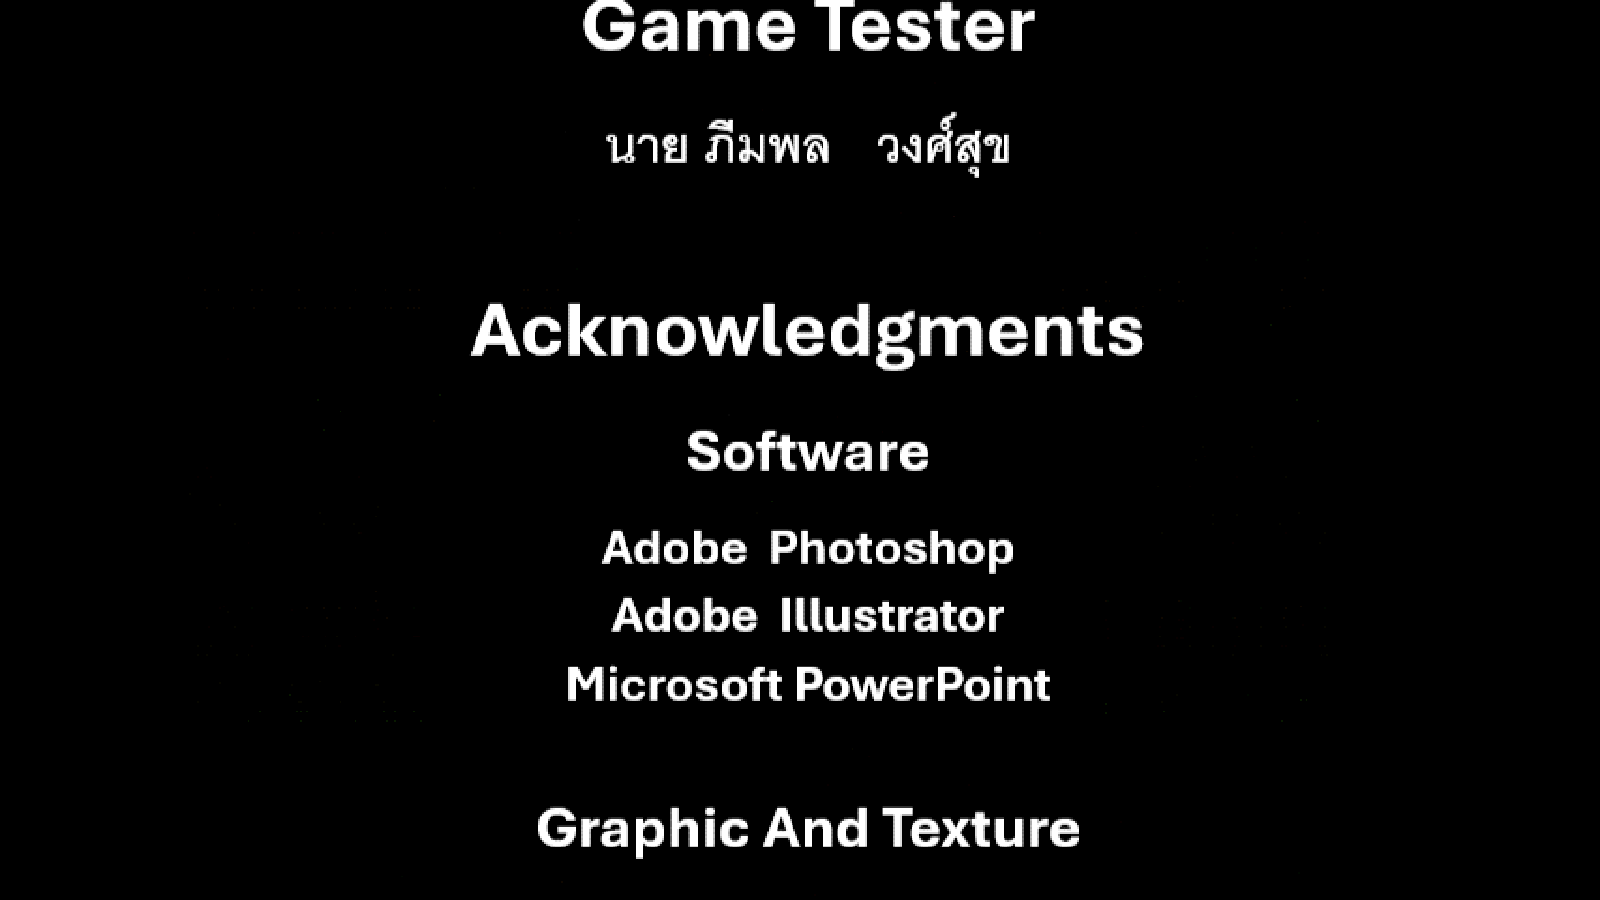 Game Tester
นาย ภีมพล วงศ์สุข
Acknowledgments
Software
Adobe Photoshop
Adobe Illustrator
Microsoft PowerPoint
Graphic And Texture